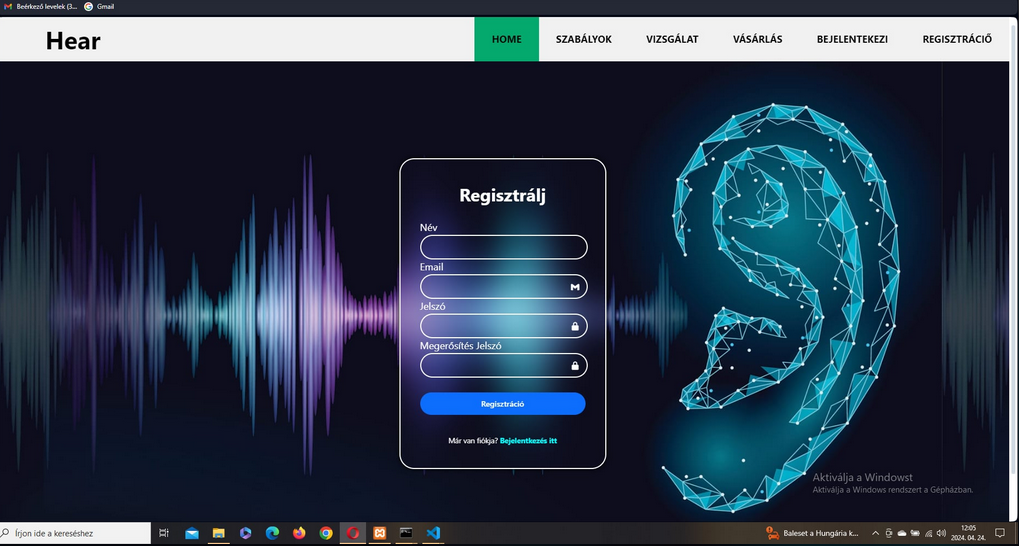 Beérkező levelek (3...
Gmail
Hear
HOME
SZABÁLYOK
VIZSGÁLAT
VÁSÁRLÁS
BEJELENTEKEZI
REGISZTRÁCIÓ
Regisztrálj
Név
Email
Jelszó
Megerősítés Jelszó
Regisztráció
Már van fiókja? Bejelentkezés itt
Aktiválja a Windowst
Aktiválja a Windows rendszert a Gépházban.
Írjon ide a kereséshez
Baleset a Hungária k...
12:05
2024. 04. 24.